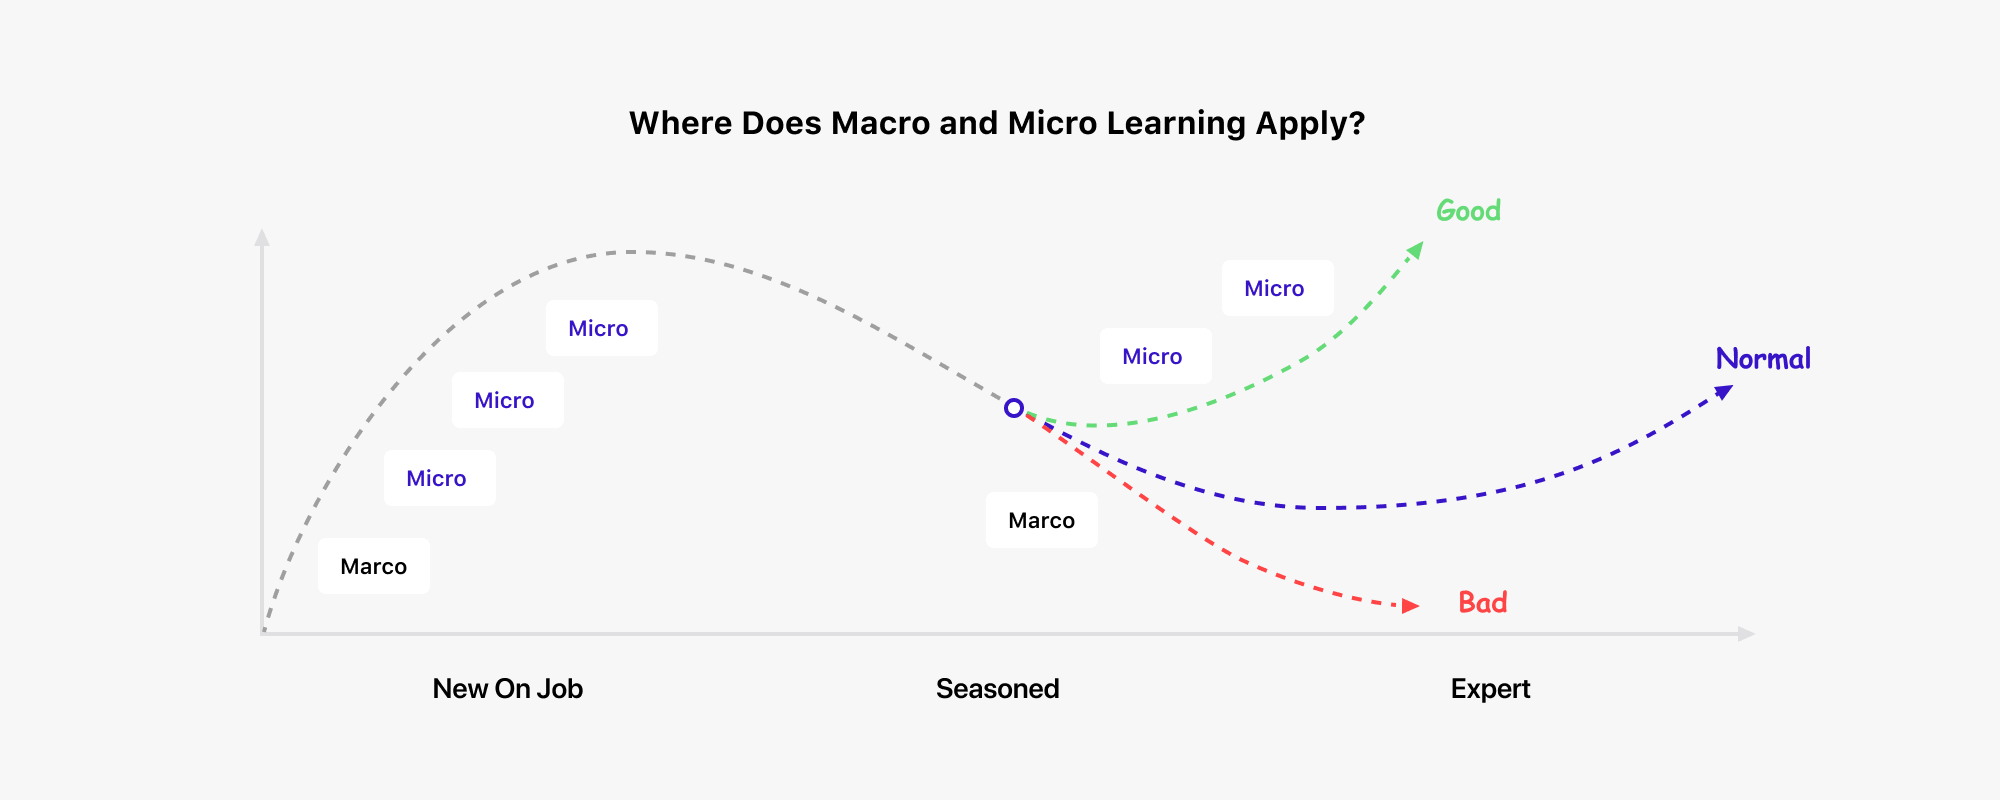 Where Does Macro and Micro Learning Apply?
Good
Micro
Micro
Micro
Normal
Micro
Micro
Marco
Marco
Bad
New On Job
Seasoned
Expert